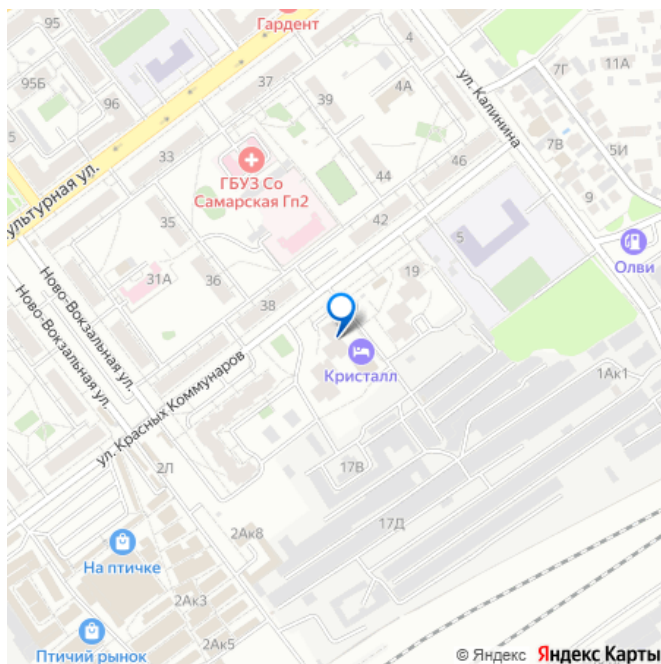 Гардент
95Б
96
37
39
4А
ул. Калинина
7Г
11А
5
33
ГБУЗ Со
Самарская Гп2
44
46
7В
5И
9
ультурная ул.
35
42
5
Олви
31А
36
38
19
Ново-Вокзальная ул.
Ново-Вокзальная ул.
ул. Красных Коммунаров
Кристалл
1Ак1
2Л
17В
17Д
2Ак8
На птичке
2Ак3
2Ак5
Птичий рынок
© Яндекс Яндекс Карты